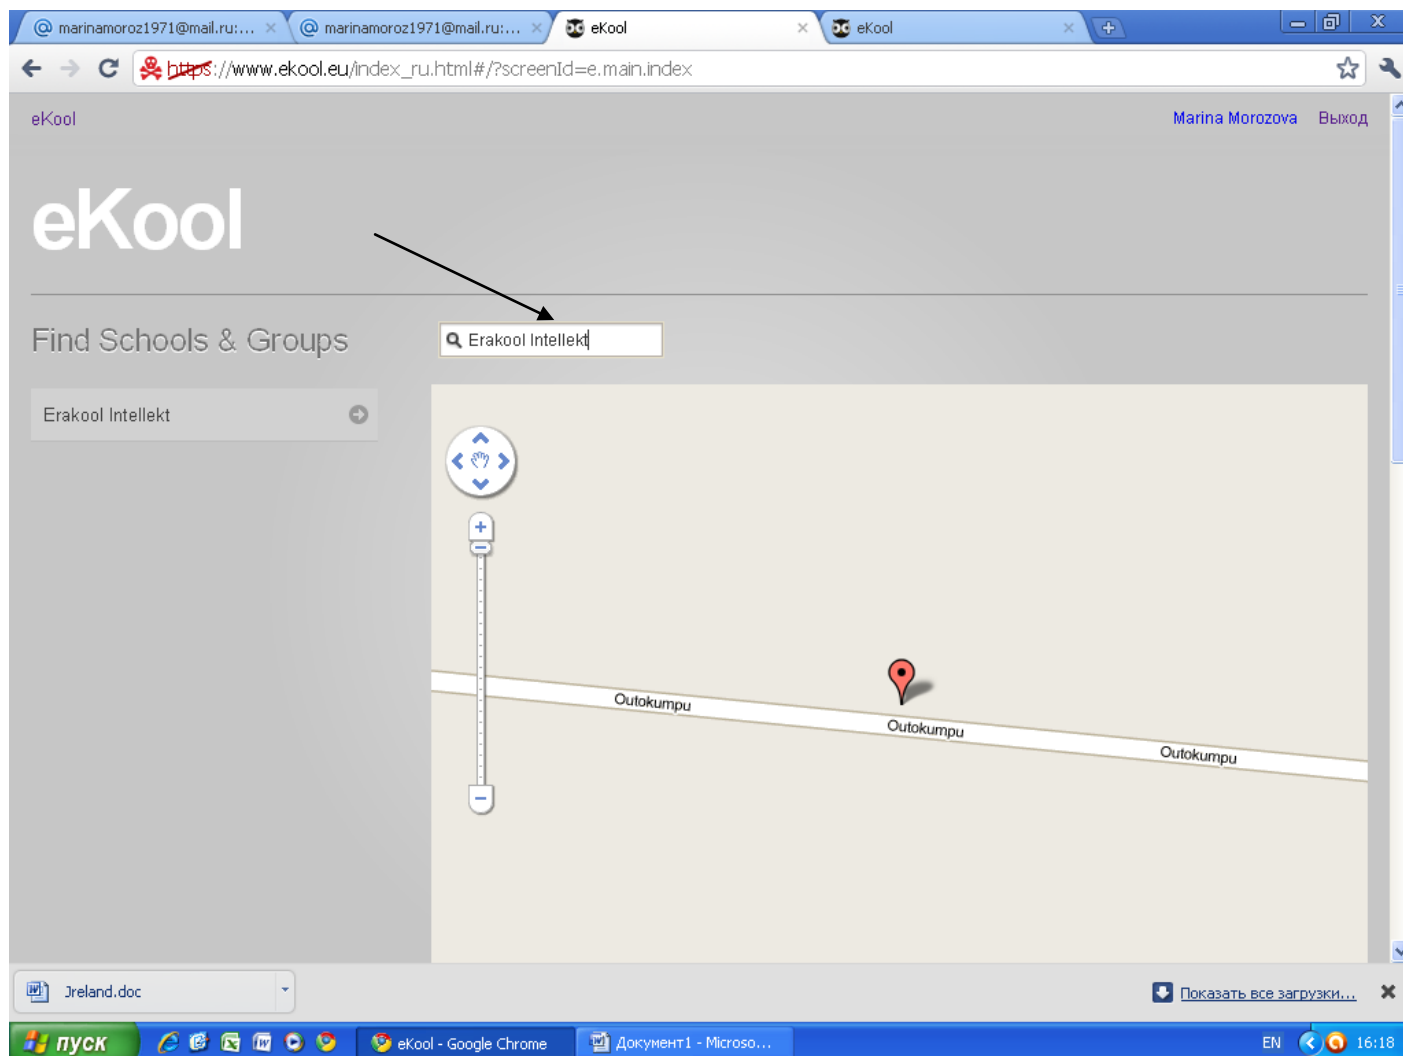 marinamoroz1971@mail.ru:...
marinamoroz1971@mail.ru:...
eKool
eKool
https://www.ekool.eu/index_ru.html#/?screenId=e.main.index
eKool
Marina Morozova
Выход
eKool
Find Schools & Groups
Erakool Intellekt
Erakool Intellekt
Outokumpu
Outokumpu
Outokumpu
Jreland.doc
Показать все загрузки...
пуск
eKool - Google Chrome
Документ1 - Microso...
EN
16:18